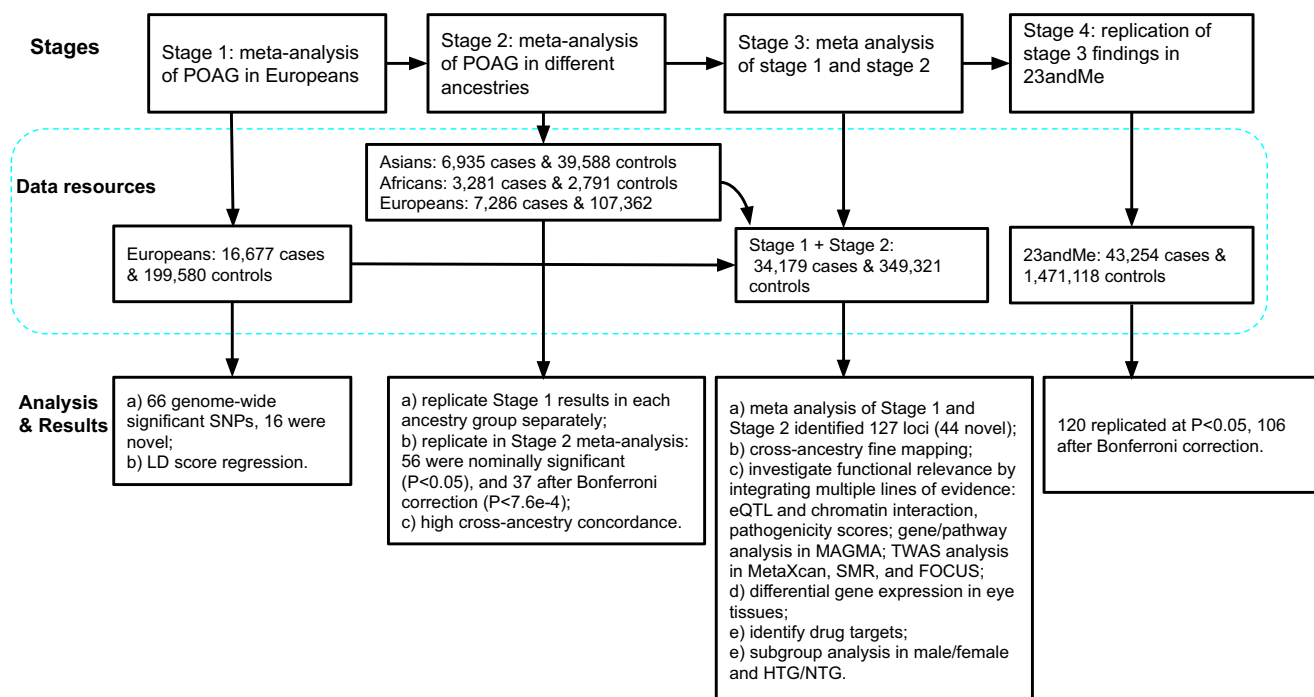 Stages
Stage 1: meta-analysis
of POAG in Europeans
Stage 2: meta-analysis
of POAG in different
ancestries
Stage 3: meta analysis
of stage 1 and stage 2
Stage 4: replication of
stage 3 findings in
23andMe
Data resources
Asians: 6,935 cases & 39,588 controls
Africans: 3,281 cases & 2,791 controls
Europeans: 7,286 cases & 107,362
Europeans: 16,677 cases
& 199,580 controls
Stage 1 + Stage 2:
34,179 cases & 349,321
controls
23andMe: 43,254 cases &
1,471,118 controls
Analysis
& Results
a) 66 genome-wide
significant SNPs, 16 were
novel;
b) LD score regression.
a) replicate Stage 1 results in each
ancestry group separately;
b) replicate in Stage 2 meta-analysis:
56 were nominally significant
(P<0.05), and 37 after Bonferroni
correction (P<7.6e-4);
c) high cross-ancestry concordance.
a) meta analysis of Stage 1 and
Stage 2 identified 127 loci (44 novel);
b) cross-ancestry fine mapping;
c) investigate functional relevance by
integrating multiple lines of evidence:
eQTL and chromatin interaction,
pathogenicity scores; gene/pathway
analysis in MAGMA; TWAS analysis
in MetaXcan, SMR, and FOCUS;
d) differential gene expression in eye
tissues;
e) identify drug targets;
e) subgroup analysis in male/female
and HTG/NTG.
120 replicated at P<0.05, 106
after Bonferroni correction.